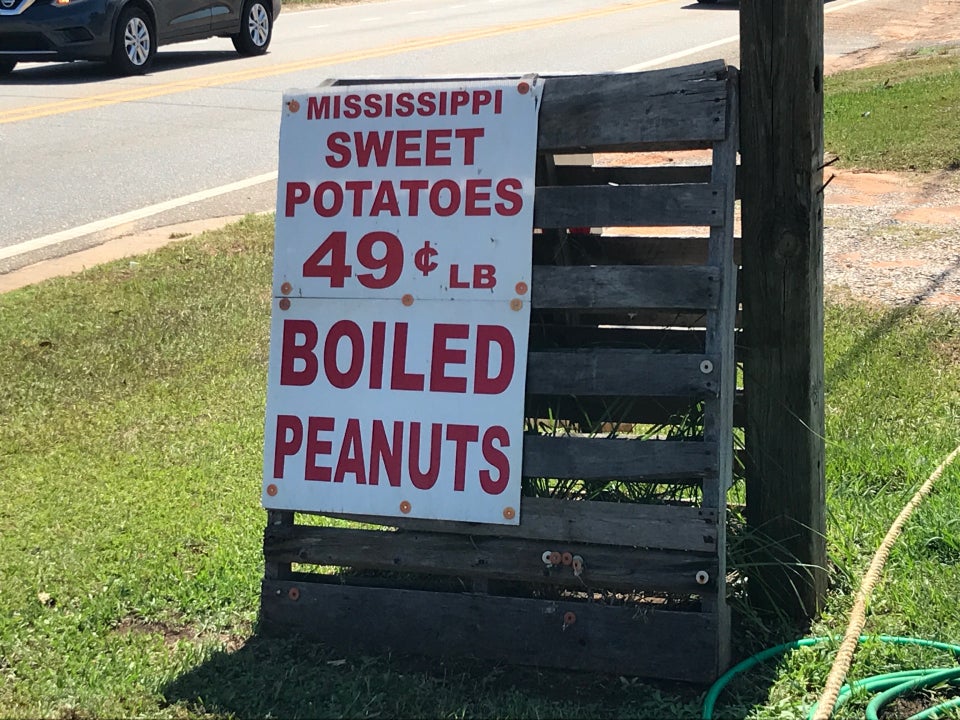 MISSISSIPPI
SWEET
POTATOES
49¢ LB
BOILED
PEANUTS